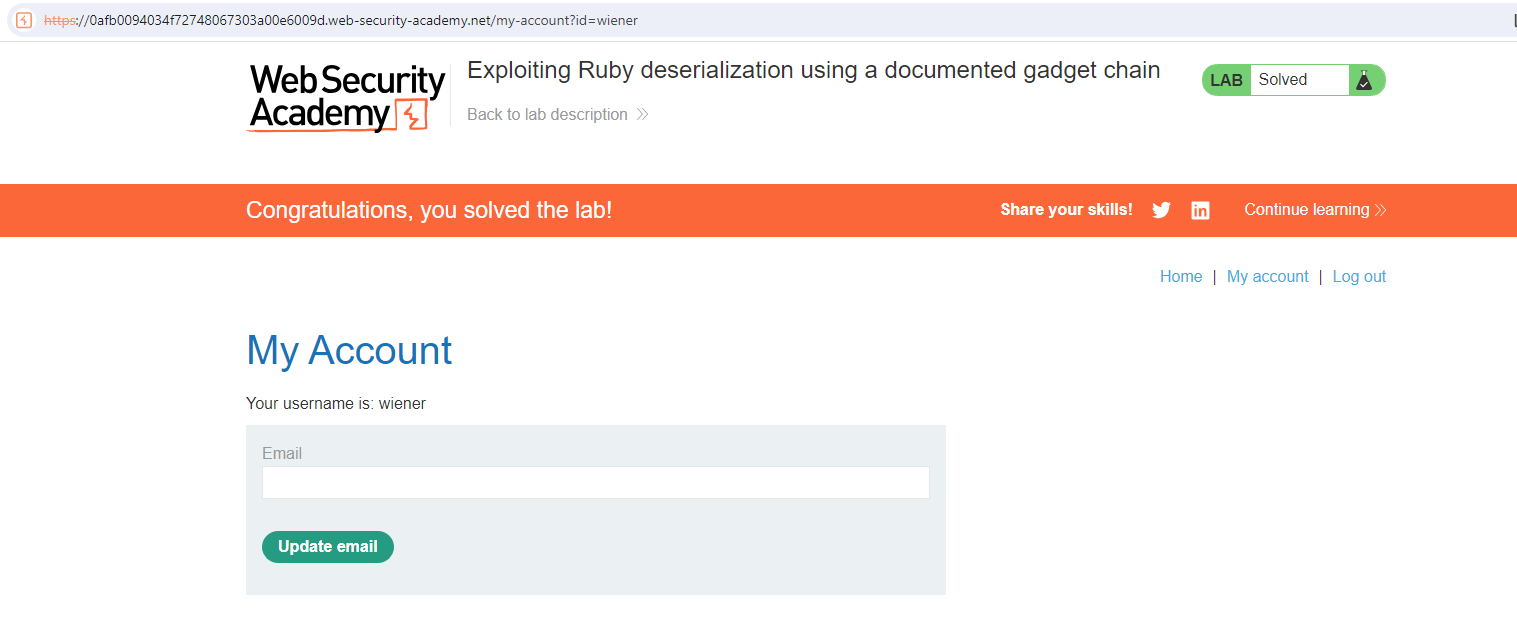 https://0afb0094034f72748067303a00e6009d.web-security-academy.net/my-account?id=wiener
Web Security
Academy
Exploiting Ruby deserialization using a documented gadget chain
Back to lab description
LAB Solved
Congratulations, you solved the lab!
Share your skills!
Continue learning
Home | My account | Log out
My Account
Your username is: wiener
Email
Update email